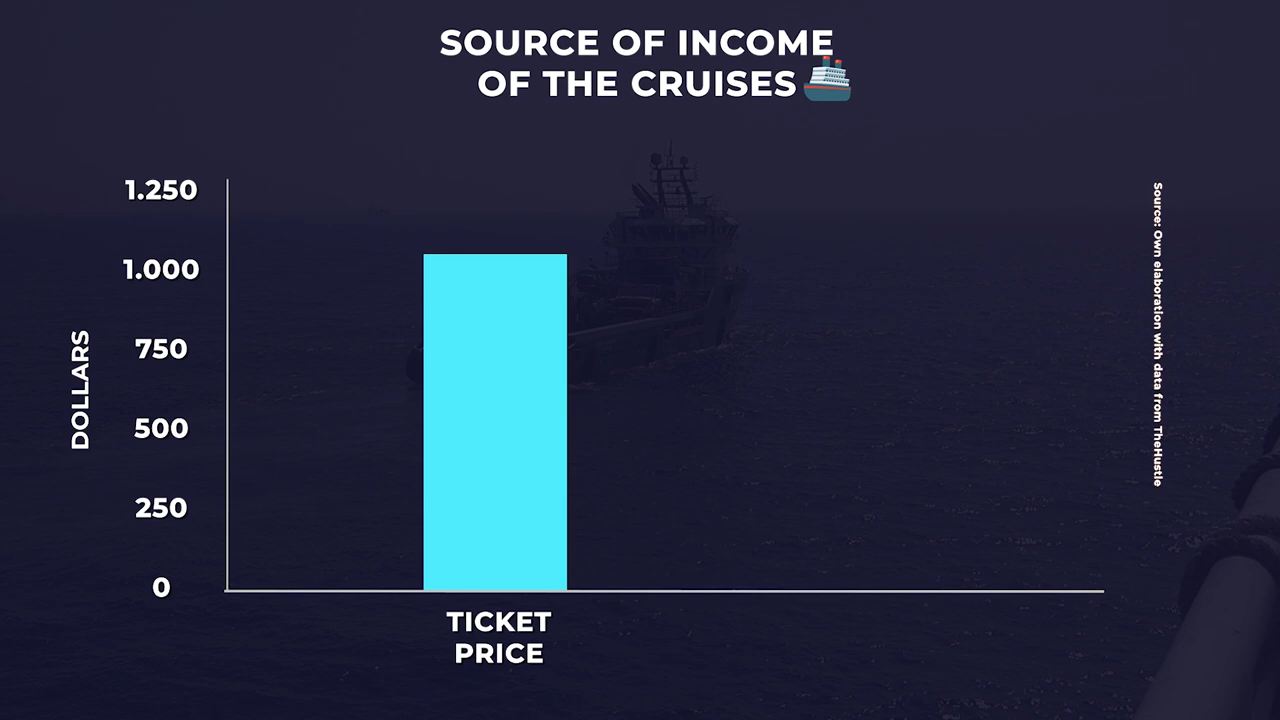 SOURCE OF INCOME
OF THE CRUISES
1.250
1.000
750
500
250
0
DOLLARS
TICKET
PRICE
Source: Own elaboration with data from TheHustle